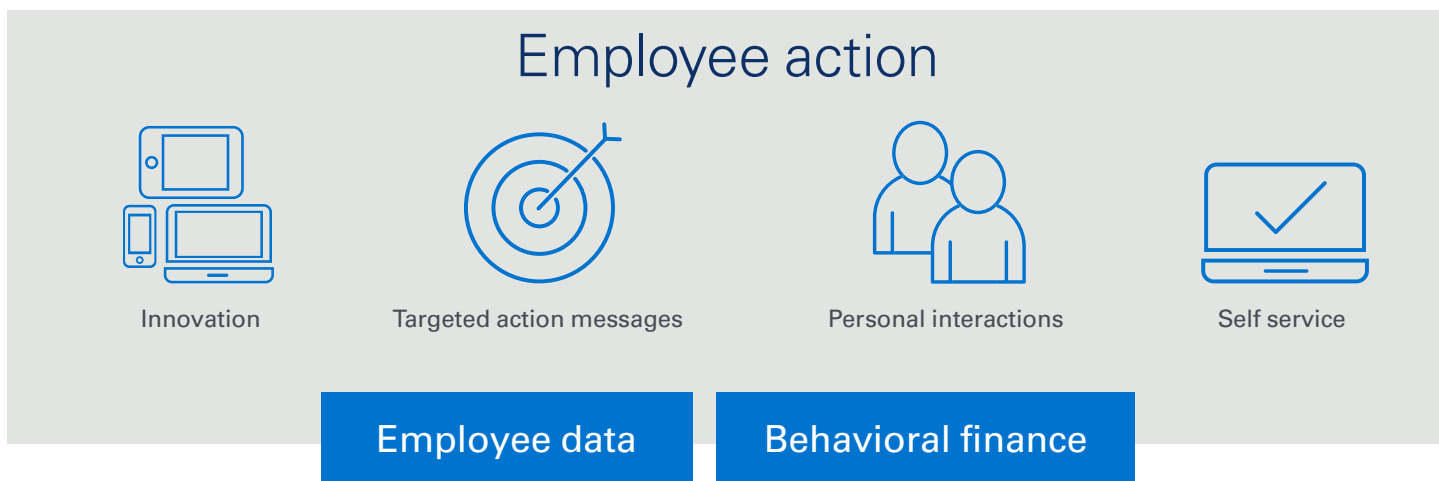 Employee action
Innovation
Targeted action messages
Personal interactions
Self service
Employee data
Behavioral finance